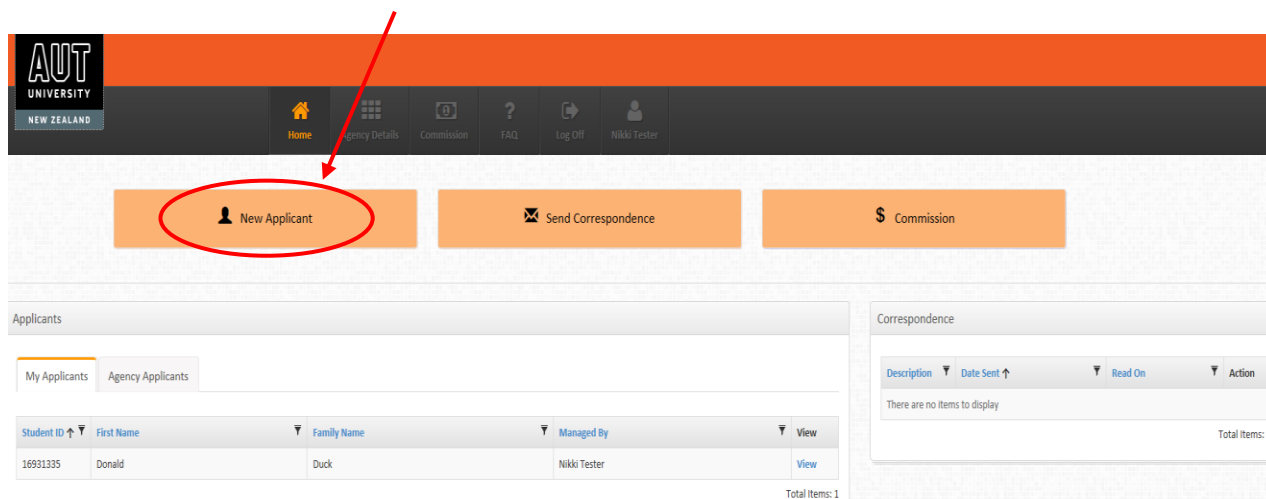 AUT
UNIVERSITY
NEW ZEALAND
Home Agency Details Commission FAQ Log Off Nikki Tester
New Applicant Send Correspondence $ Commission
Applicants
Correspondence
My Applicants Agency Applicants
Description Date Sent Read On Action
There are no items to display
Total Items:
Student ID First Name Family Name Managed By View
16931335 Donald Duck Nikki Tester View
Total Items: 1